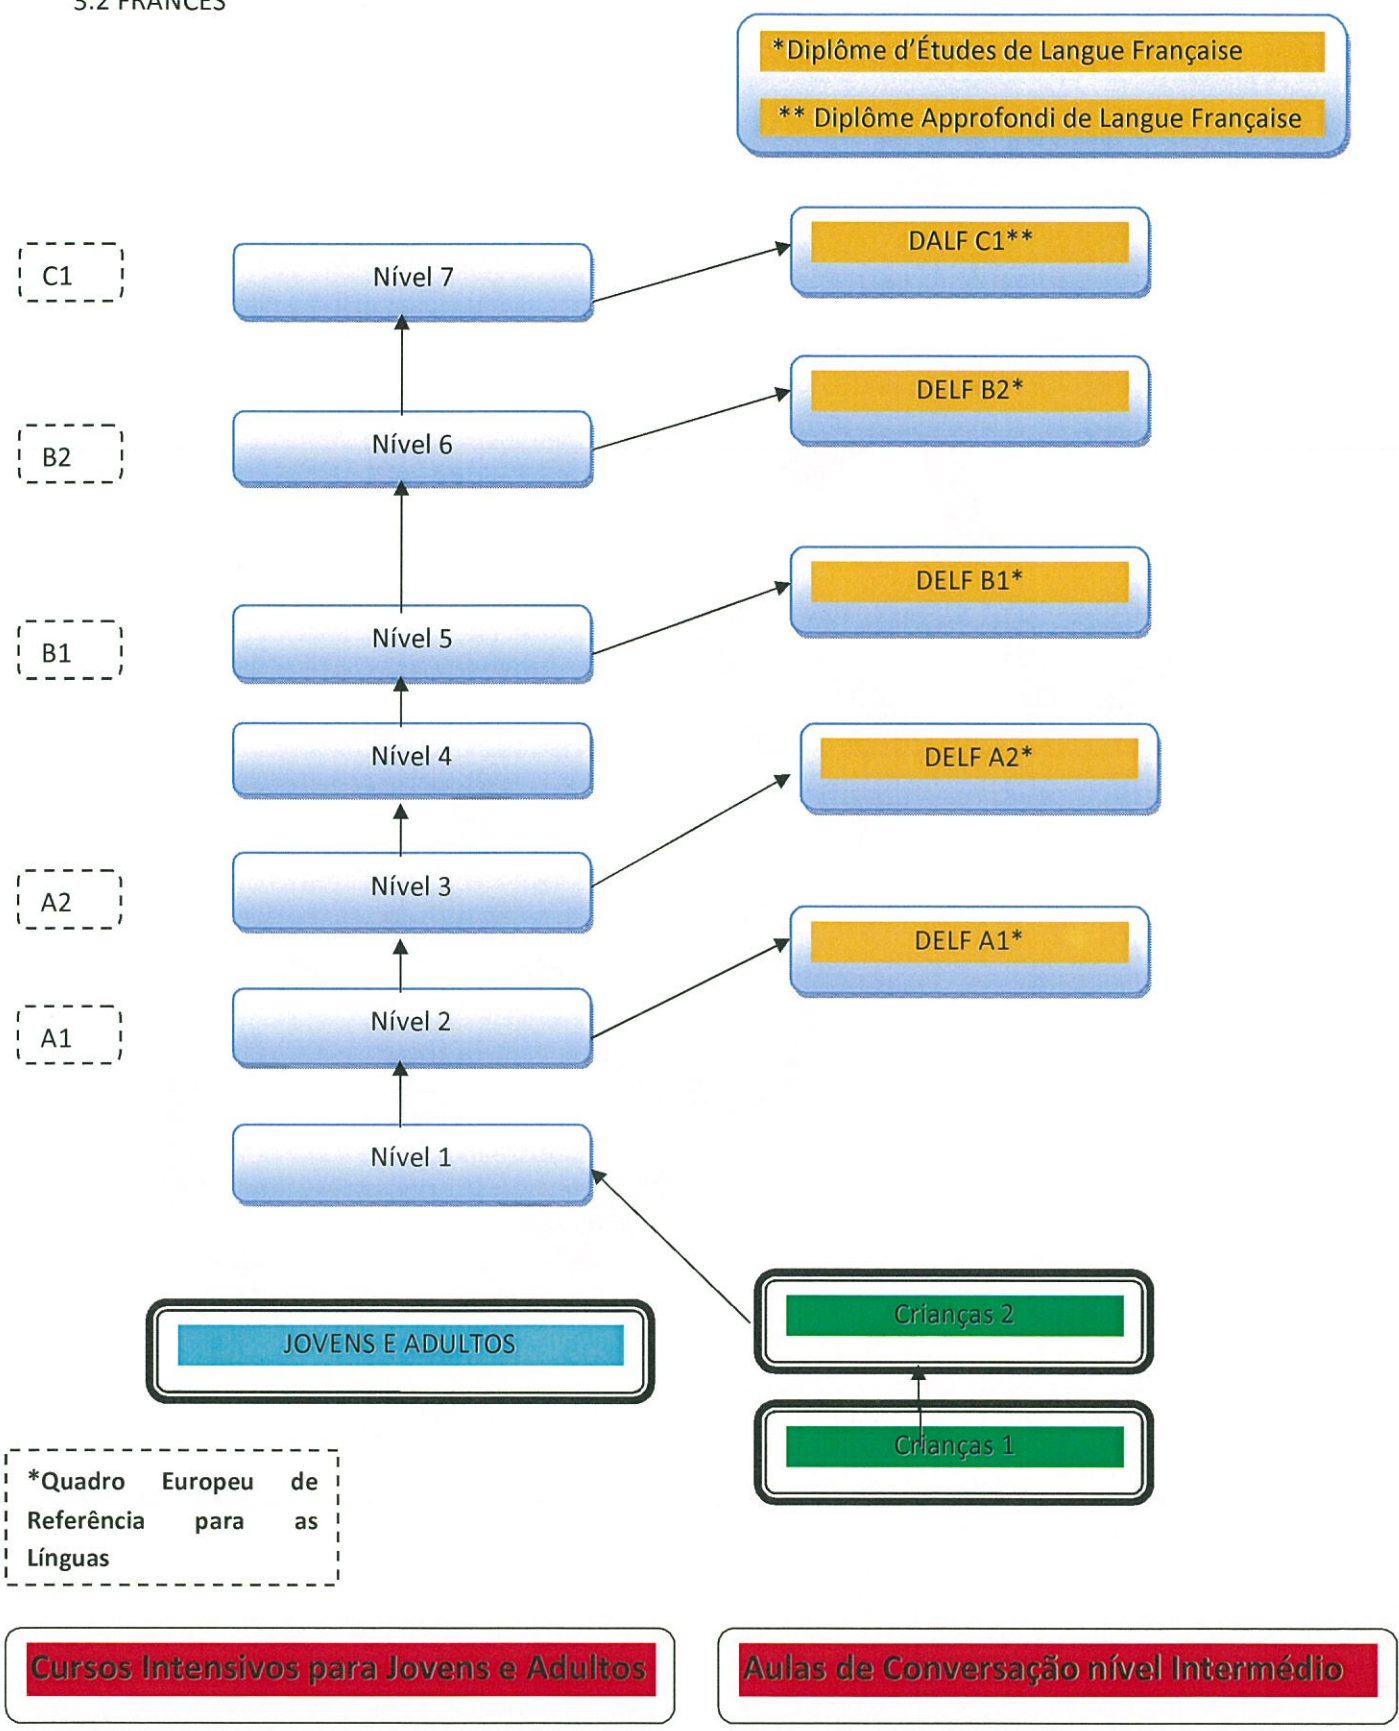 3.2 FRANCÊS
*Diplôme d'Études de Langue Française
** Diplôme Approfondi de Langue Française
DALF C1**
C1
Nível 7
DELF B2*
B2
Nível 6
DELF B1*
B1
Nível 5
Nível 4
DELF A2*
A2
Nível 3
DELF A1*
A1
Nível 2
Nível 1
Crianças 2
JOVENS E ADULTOS
Crianças 1
*Quadro Europeu de
Referência para as
Línguas
Cursos Intensivos para Jovens e Adultos
Aulas de Conversação nível Intermédio